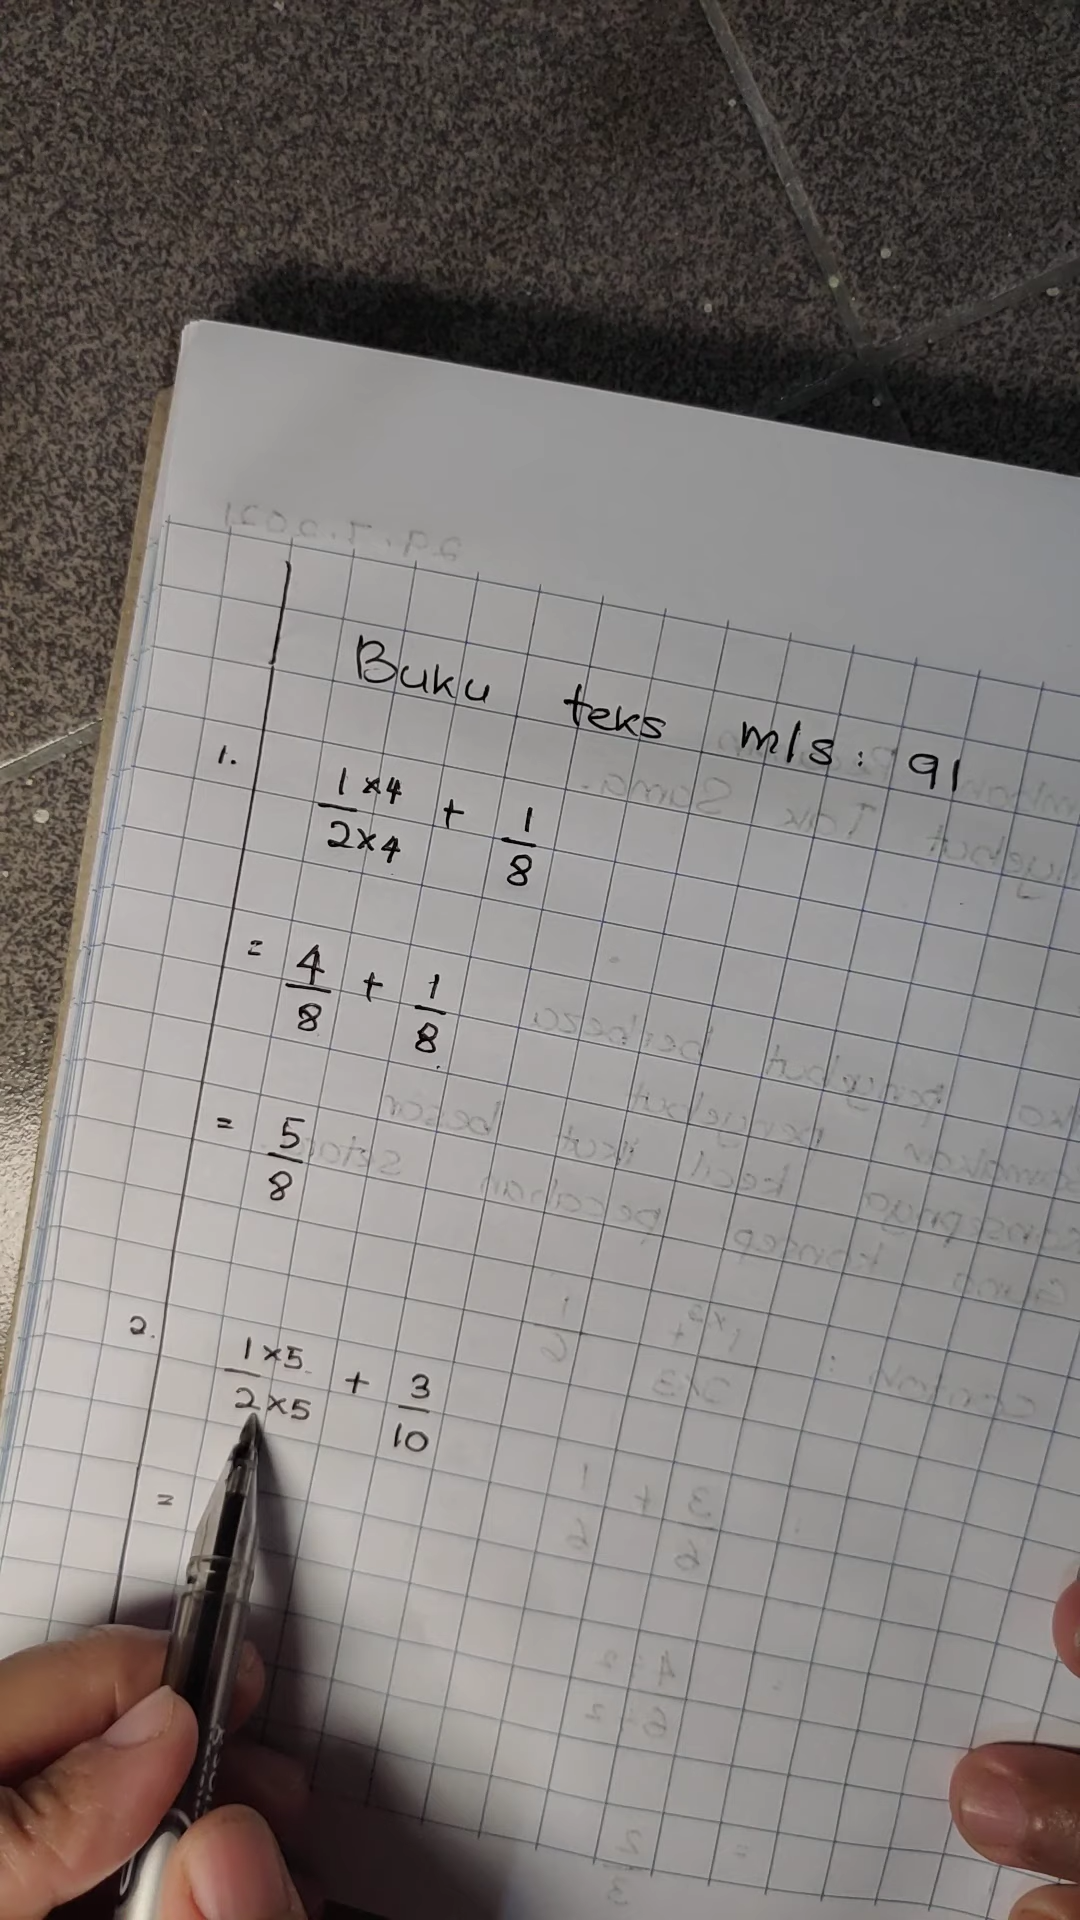 Buku teks m/s: 91
1.
1×4/2×4 + 1/8
= 4/8 + 1/8
= 5/8
2.
1×5/2×5 + 3/10
=